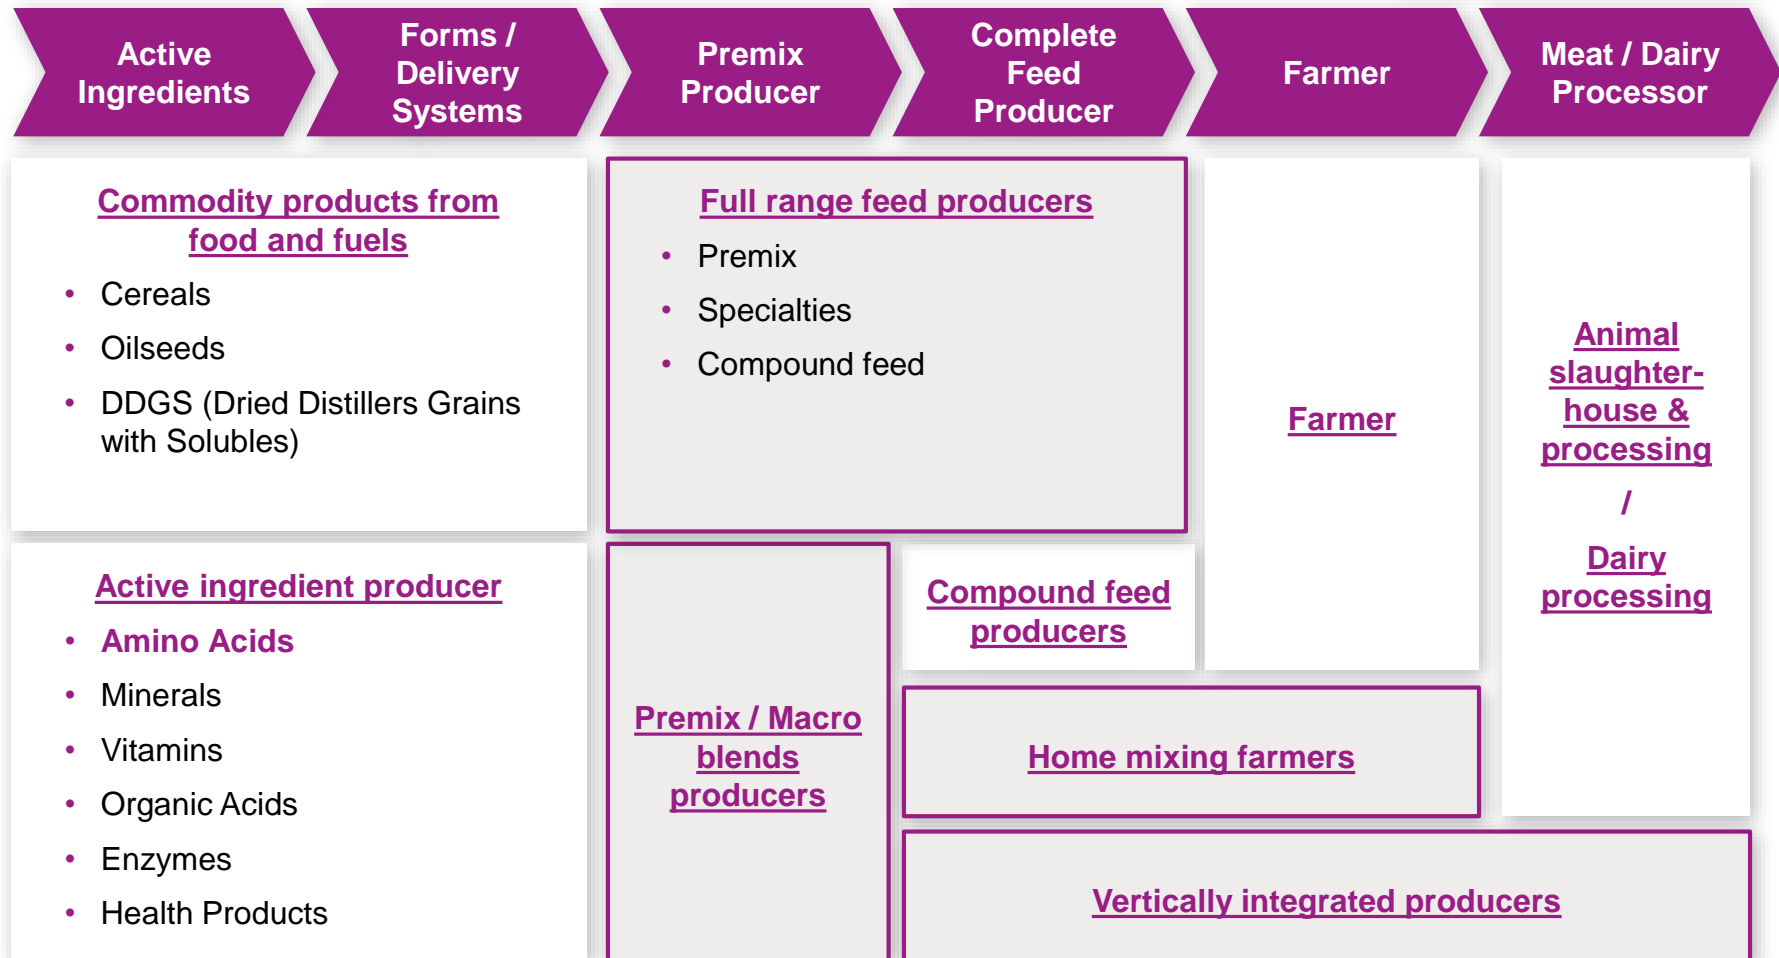 Active
Ingredients
Forms /
Delivery
Systems
Premix
Producer
Complete
Feed
Producer
Farmer
Meat / Dairy
Processor
Commodity products from
food and fuels
• Cereals
• Oilseeds
• DDGS (Dried Distillers Grains
with Solubles)
Full range feed producers
• Premix
• Specialties
• Compound feed
Farmer
Animal
slaughter-
house &
processing
/
Dairy
processing
Active ingredient producer
• Amino Acids
• Minerals
• Vitamins
• Organic Acids
• Enzymes
• Health Products
Premix / Macro
blends
producers
Compound feed
producers
Home mixing farmers
Vertically integrated producers